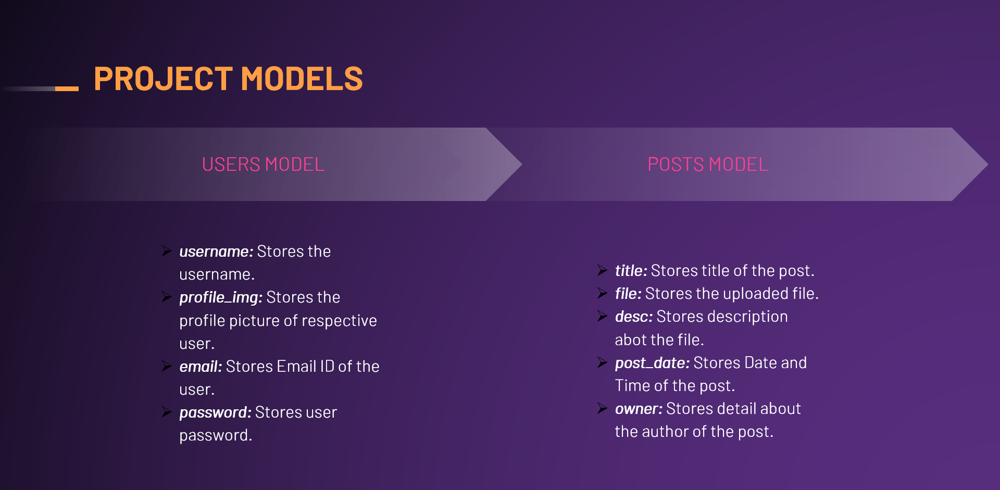 PROJECT MODELS
USERS MODEL
username: Stores the
username.
profile_img: Stores the
profile picture of respective
user.
email: Stores Email ID of the
user.
password: Stores user
password.
POSTS MODEL
title: Stores title of the post.
file: Stores the uploaded file.
desc: Stores description
abot the file.
post_date: Stores Date and
Time of the post.
owner: Stores detail about
the author of the post.